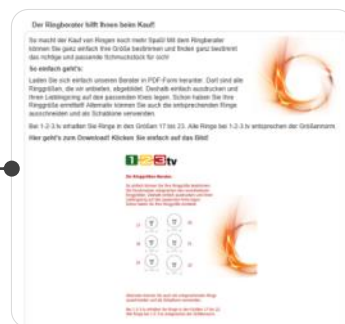 Der Ringberater hilft Ihnen beim Kauf!
So macht der Kauf von Ringen noch mehr Spaß! Mit dem Ringberater
können Sie ganz einfach Ihre Größe bestimmen und finden ganz bestimmt
das richtige und passende Schmuckstück für sich!
So einfach geht's:
Laden Sie sich einfach unseren Berater in PDF-Form herunter. Dort sind alle
Ringgrößen, die wir anbieten, abgebildet. Deshalb einfach ausdrucken und
Ihren Lieblingsring auf den passenden Kreis legen. Schon haben Sie Ihre
Ringgröße ermittelt! Alternativ können Sie auch die entsprechenden Ringe
ausschneiden und als Schablone verwenden.
Bei 1-2-3.tv erhalten Sie Ringe in den Größen 17 bis 23. Alle Ringe bei 1-2-3.tv entsprechen der Größennorm.
Hier geht's zum Download! Klicken Sie einfach auf das Bild!
1-2-3.tv